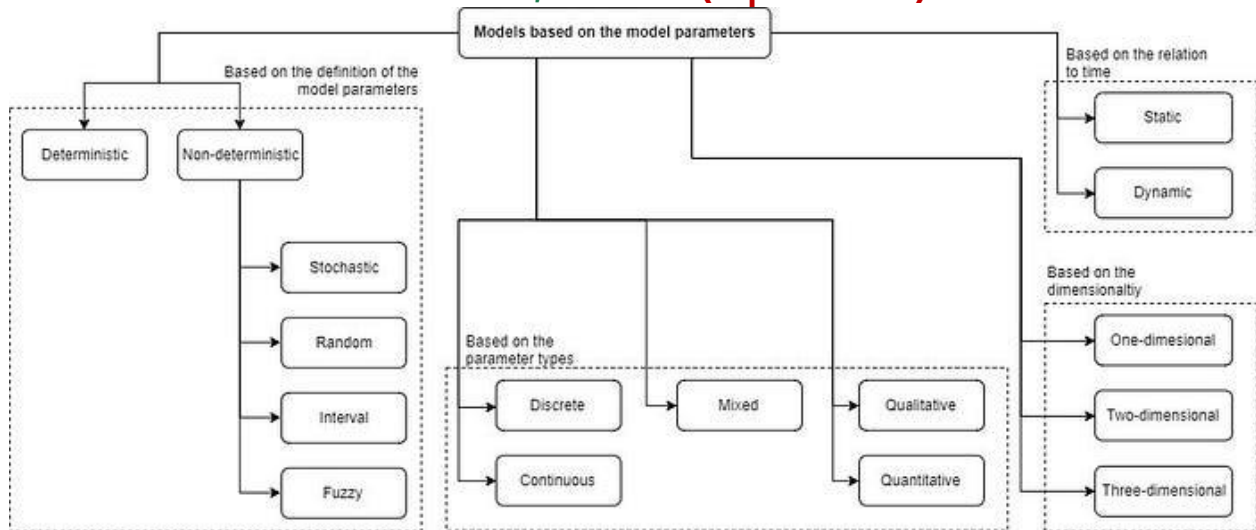 Models based on the model parameters
Based on the definition of the
model parameters
Based on the relation
to time
Deterministic
Non-deterministic
Static
Dynamic
Stochastic
Random
Interval
Fuzzy
Based on the
parameter types
Discrete
Mixed
Qualitative
Continuous
Quantitative
Based on the
dimensionaltiy
One-dimesional
Two-dimensional
Three-dimensional